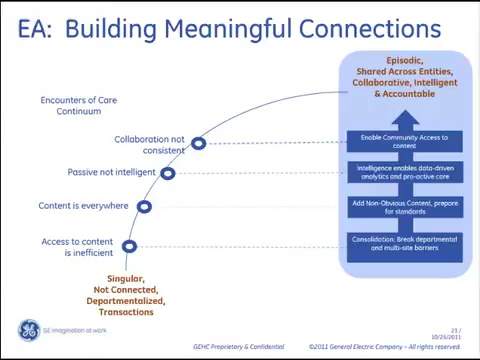 EA: Building Meaningful Connections
Episodic,
Shared Across Entities,
Collaborative, Intelligent
& Accountable
Encounters of Care
Continuum
Collaboration not
consistent
Enable Community Access to
content
Passive not intelligent
Intelligence enables data-driven
analytics and pro-active care
Content is everywhere
Add Non-Obvious Content, prepare
for standards
Access to content
is inefficient
Consolidation: Break departmental
and multi-site barriers
Singular,
Not Connected,
Departmentalized,
Transactions
GE imagination at work
GEHC Proprietary & Confidential
©2011 General Electric Company – All rights reserved.
21 /
10/25/2011